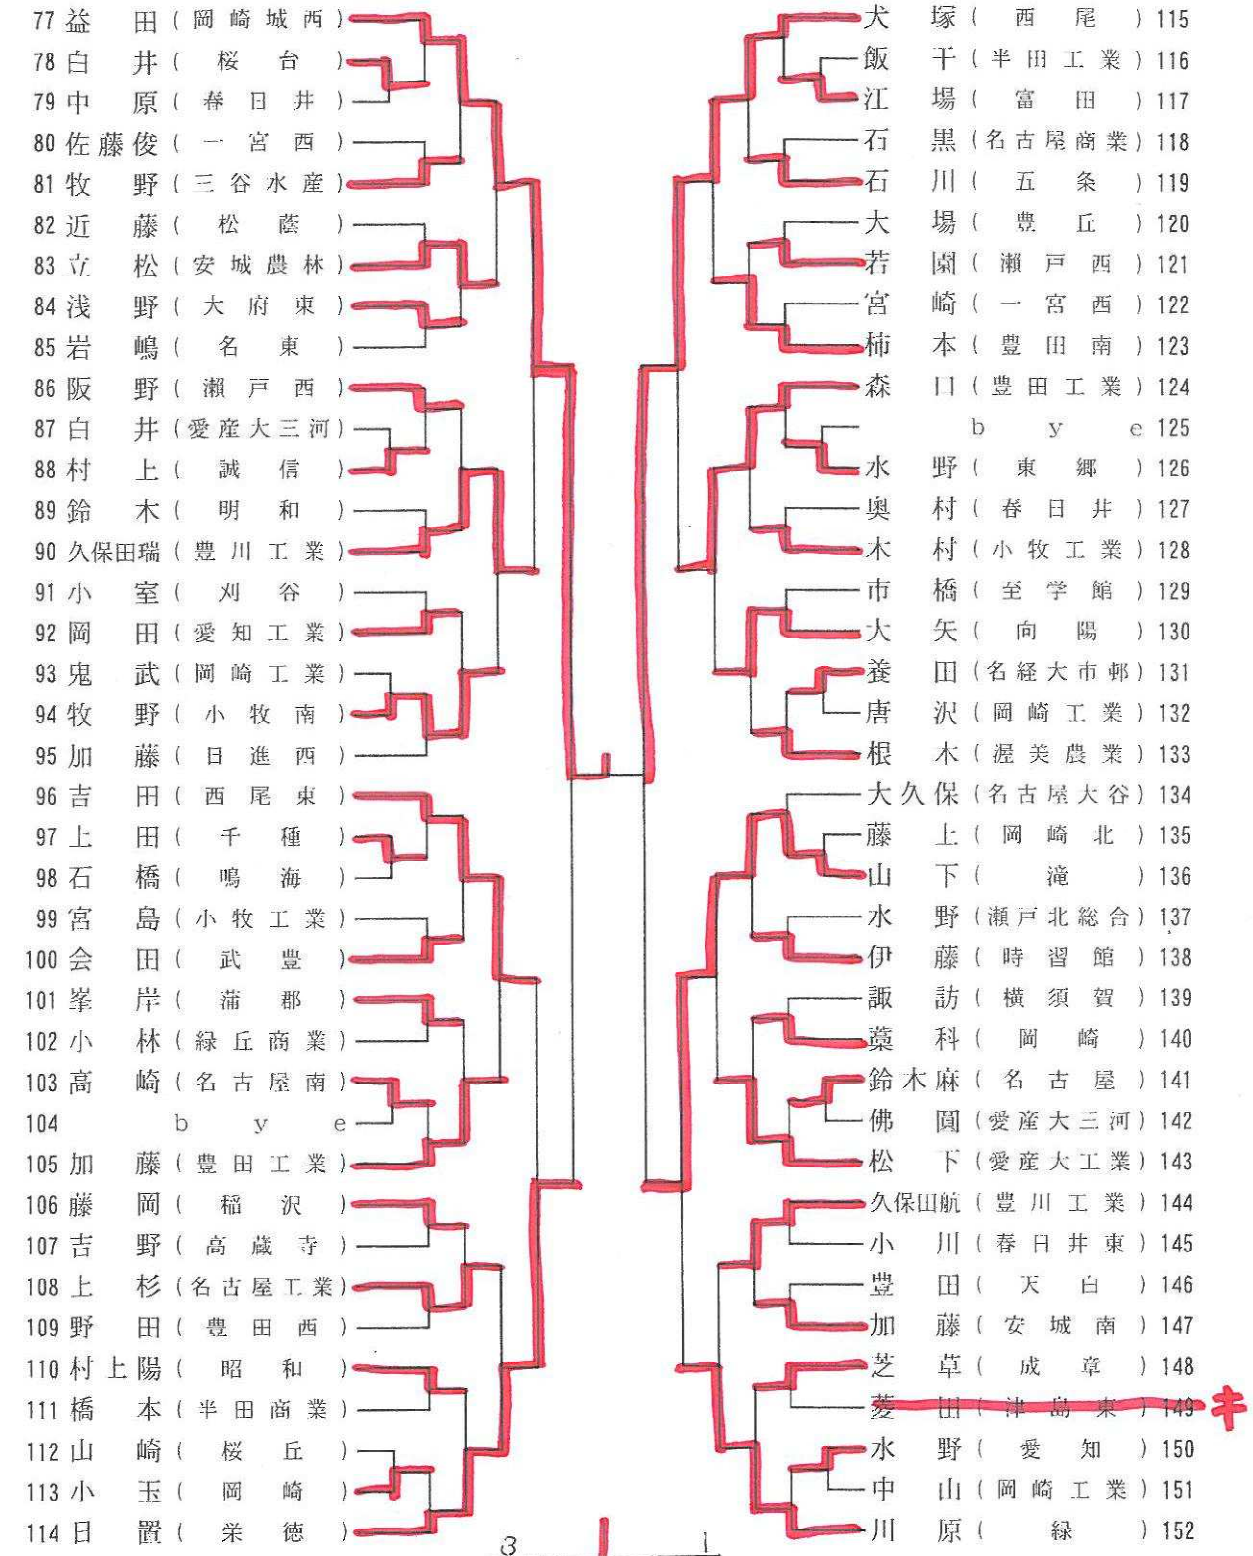 77 益田 (岡崎城西)
78 白井 (桜台)
79 中原 (春日井)
80 佐藤俊 (一宮西)
81 牧野 (三谷水産)
82 近藤 (松蔭)
83 立松 (安城農林)
84 浅野 (大府東)
85 岩嶋 (名東)
86 阪野 (瀬戸西)
87 白井 (愛産大三河)
88 村上 (誠信)
89 鈴木 (明和)
90 久保田瑞 (豊川工業)
91 小室 (刈谷)
92 岡田 (愛知工業)
93 鬼武 (岡崎工業)
94 牧野 (小牧南)
95 加藤 (日進西)
96 吉田 (西尾東)
97 上田 (千種)
98 石橋 (鳴海)
99 宮島 (小牧工業)
100 会田 (武豊)
101 峯岸 (蒲郡)
102 小林 (緑丘商業)
103 高崎 (名古屋南)
104 bye
105 加藤 (豊田工業)
106 藤岡 (稲沢)
107 吉野 (高蔵寺)
108 上杉 (名古屋工業)
109 野田 (豊田西)
110 村上陽 (昭和)
111 橋本 (半田商業)
112 山崎 (桜丘)
113 小玉 (岡崎)
114 日置 (栄徳)
犬塚 (西尾) 115
飯干 (半田工業) 116
江場 (富田) 117
石黒 (名古屋商業) 118
石川 (五条) 119
大場 (豊丘) 120
若園 (瀬戸西) 121
宮崎 (一宮西) 122
柿本 (豊田南) 123
森口 (豊田工業) 124
bye 125
水野 (東郷) 126
奥村 (春日井) 127
木村 (小牧工業) 128
市橋 (至学館) 129
大矢 (向陽) 130
養田 (名経大市邨) 131
唐沢 (岡崎工業) 132
根木 (渥美農業) 133
大久保 (名古屋大谷) 134
藤上 (岡崎北) 135
山下 (滝) 136
水野 (瀬戸北総合) 137
伊藤 (時習館) 138
諏訪 (横須賀) 139
藁科 (岡崎) 140
鈴木麻 (名古屋) 141
佛圓 (愛産大三河) 142
松下 (愛産大工業) 143
久保田航 (豊川工業) 144
小川 (春日井東) 145
豊田 (天白) 146
加藤 (安城南) 147
芝草 (成章) 148
菱田 (津島東) 149 キ
水野 (愛知) 150
中山 (岡崎工業) 151
川原 (緑) 152
3 1